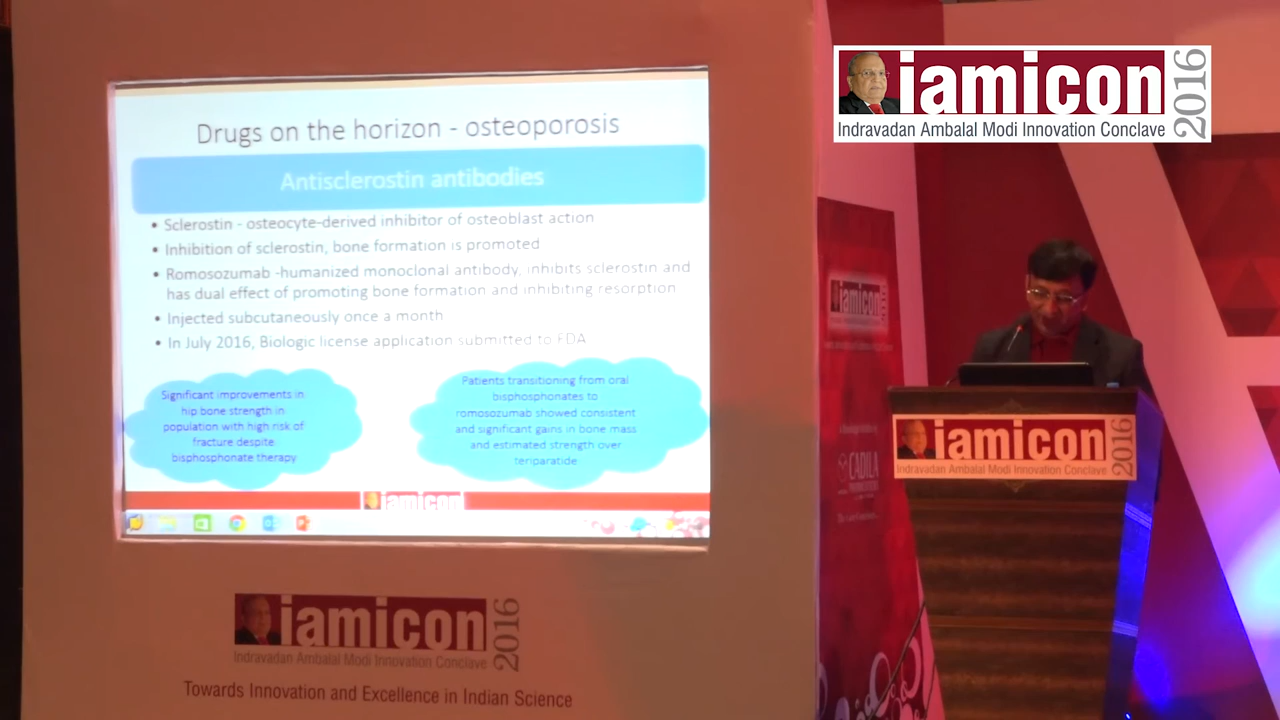 Drugs on the horizon - osteoporosis
Antisclerostin antibodies
• Sclerostin - osteocyte-derived inhibitor of osteoblast action
• Inhibition of sclerostin, bone formation is promoted
• Romosozumab -humanized monoclonal antibody, inhibits sclerostin and
has dual effect of promoting bone formation and inhibiting resorption
• Injected subcutaneously once a month
• In July 2016, Biologic license application submitted to FDA
Significant improvements in
hip bone strength in
population with high risk of
fracture despite
bisphosphonate therapy
Patients transitioning from oral
bisphosphonates to
romosozumab showed consistent
and significant gains in bone mass
and estimated strength over
teriparatide
iamicon
iamicon 2016
Indravadan Ambalal Modi Innovation Conclave
Towards Innovation and Excellence in Indian Science
iamicon 2016
Indravadan Ambalal Modi Innovation Conclave
iamicon
CADILA
iamicon 2016
Indravadan Ambalal Modi Innovation Conclave